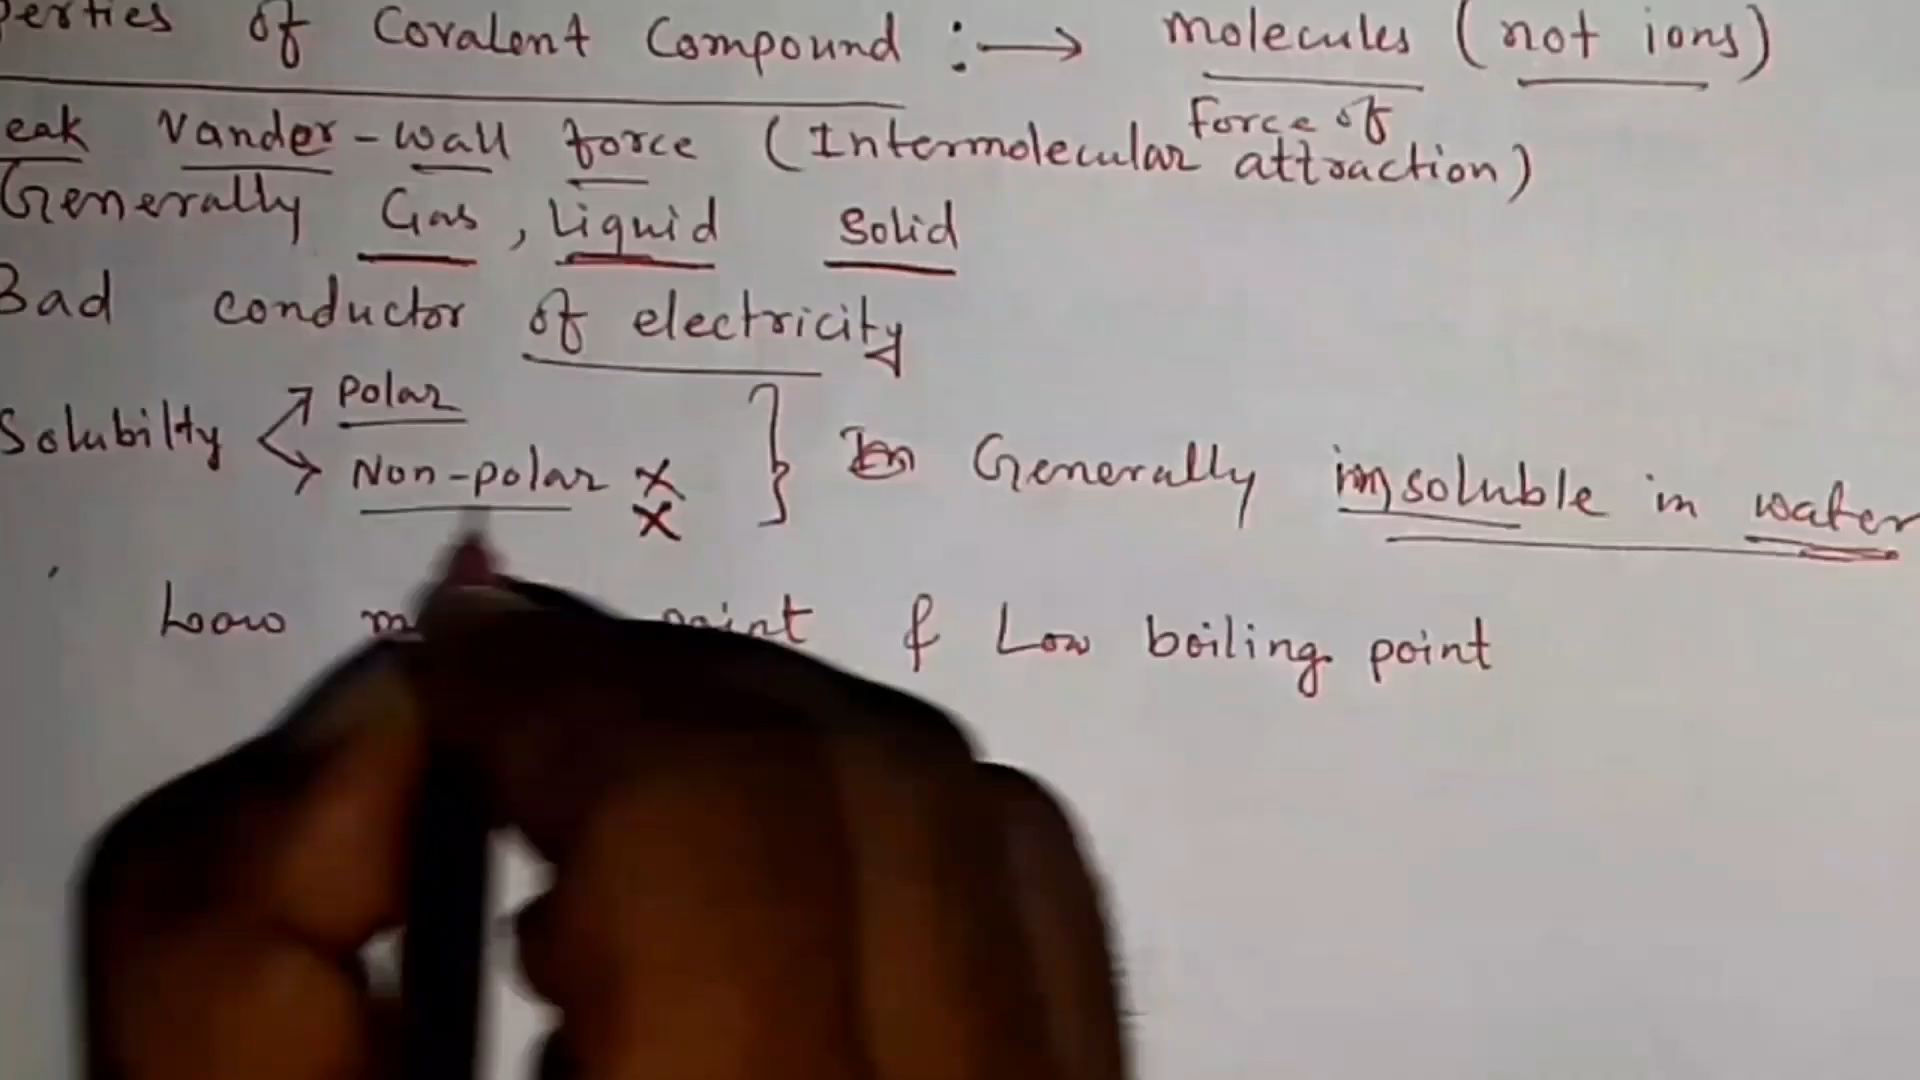 perties of Covalent Compound :→ molecules (not ions)
eak Vander-wall force (Intermolecular Force of attraction)
Generally Gas, Liquid Solid
Bad conductor of electricity
Solubilty Polar
Non-polar x x } Generally insoluble in water
Low point & Low boiling point